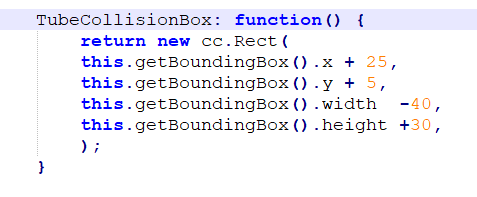 TubeCollisionBox: function() {
return new cc.Rect(
this.getBoundingBox().x + 25,
this.getBoundingBox().y + 5,
this.getBoundingBox().width  -40,
this.getBoundingBox().height +30,
);
}